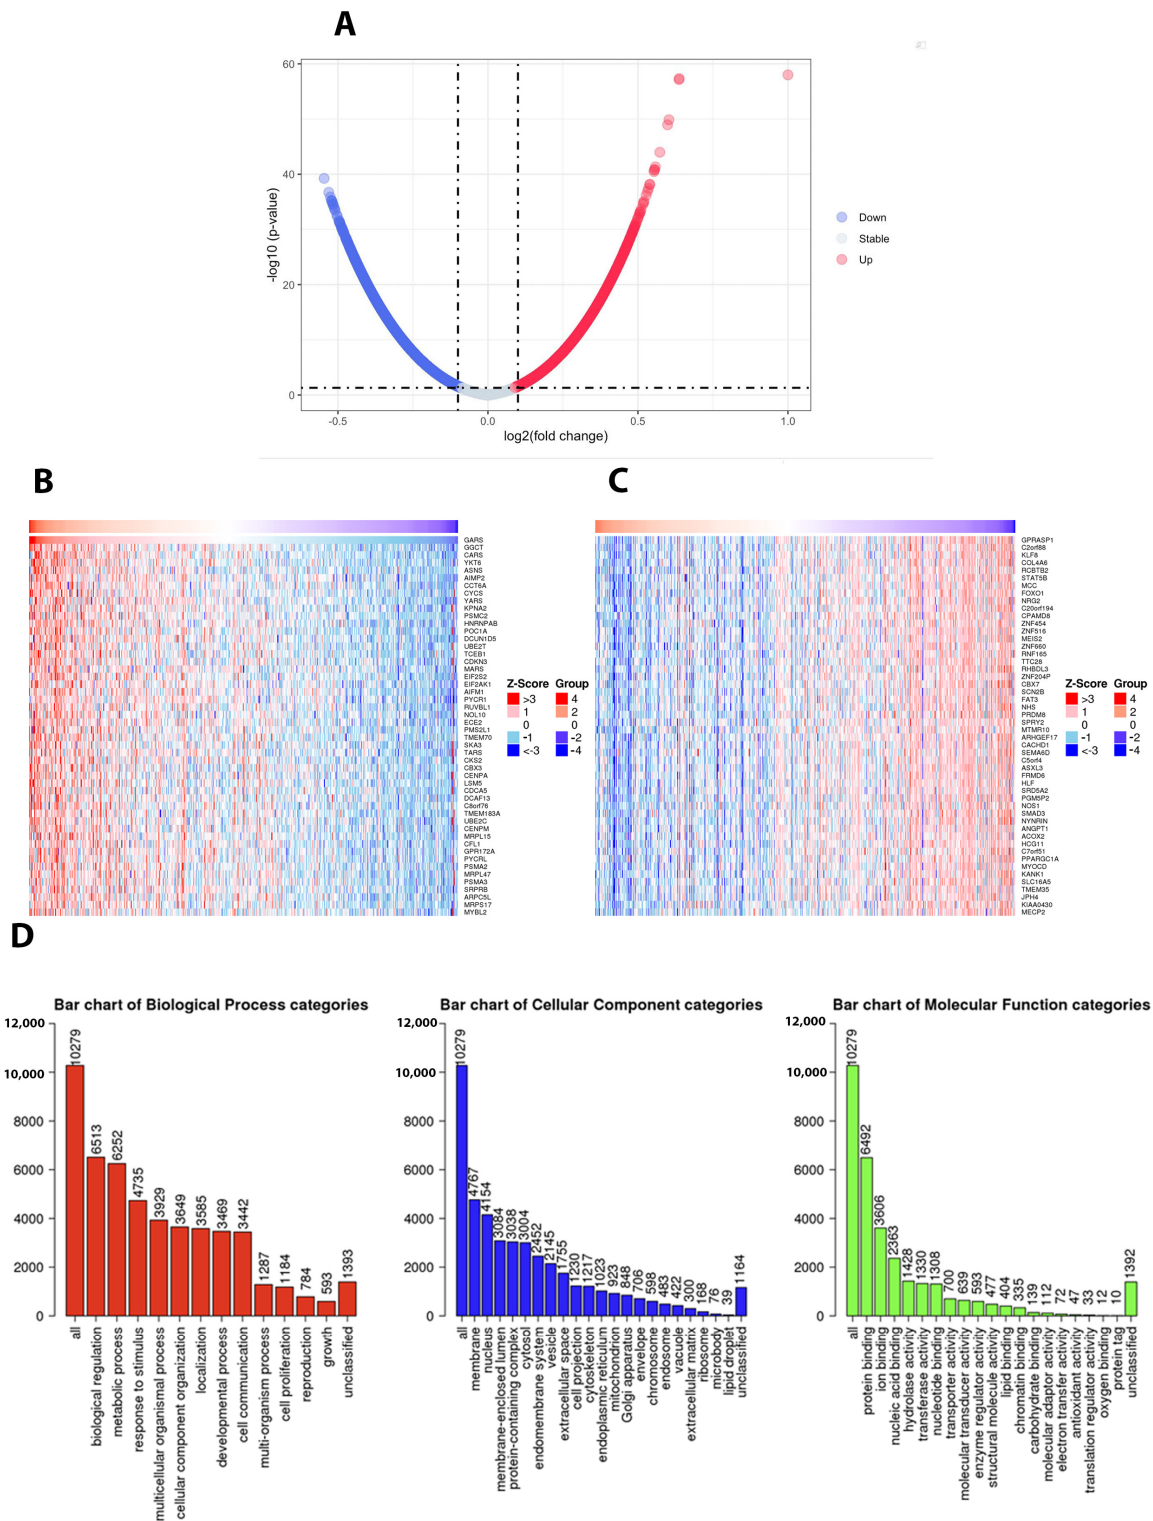 A
60
40
20
0
-log10 (p-value)
-0.5
0.0
0.5
1.0
log2(fold change)
Down
Stable
Up
B
GARS
GGCT
CARS
YKT6
ASNS
AIMP2
CCT6A
CYCS
YARS
KPNA2
PSMC2
HNRNPAB
POC1A
DCUN1D5
UBE2T
TCEB1
CDKN3
MARS
EIF2S2
EIF2AK1
AIFM1
PYCR1
RUVBL1
NOL10
ECE2
PMS2L1
TMEM70
SKA3
TARS
CKS2
CBX3
CENPA
LSM5
CDCA5
DCAF13
C8orf76
TMEM183A
UBE2C
CENPM
MRPL15
CFL1
GPR172A
PYCRL
PSMA2
MRPL47
PSMA3
SRPRB
ARPC5L
MRPS17
MYBL2
Z-Score Group
>3 4
1 2
0 0
-1 -2
<-3 -4
C
GPRASP1
C2orf88
KLF8
COL4A6
RCBTB2
STAT5B
MCC
FOXO1
NRG2
C20orf194
CPAMD8
ZNF454
ZNF516
MEIS2
ZNF660
RNF165
TTC28
RHBDL3
ZNF204P
CBX7
SCN2B
FAT3
NHS
PRDM8
SPRY2
MTMR10
ARHGEF17
CACHD1
SEMA6D
C5orf4
ASXL3
FRMD6
HLF
SRD5A2
PGM5P2
NOS1
SMAD3
NYNRIN
ANGPT1
ACOX2
HCG11
C7orf51
PPARGC1A
MYOCD
KANK1
SLC16A5
TMEM35
JPH4
KIAA0430
MECP2
Z-Score Group
>3 4
1 2
0 0
-1 -2
<-3 -4
D
Bar chart of Biological Process categories
12,000
10,000
8000
6000
4000
2000
0
10279
6513
6252
4735
3929
3649
3585
3469
3442
1287
1184
784
593
1393
all
biological regulation
metabolic process
response to stimulus
multicellular organismal process
cellular component organization
localization
developmental process
cell communication
multi-organism process
cell proliferation
reproduction
growth
unclassified
Bar chart of Cellular Component categories
12,000
10,000
8000
6000
4000
2000
0
10279
4767
4154
3084
3038
3004
2452
2145
1755
1230
1217
1023
923
848
706
598
483
422
300
168
76
39
1164
all
membrane
nucleus
membrane-enclosed lumen
protein-containing complex
cytosol
endomembrane system
vesicle
extracellular space
cell projection
cytoskeleton
endoplasmic reticulum
mitochondrion
Golgi apparatus
envelope
chromosome
endosome
vacuole
extracellular matrix
ribosome
microbody
lipid droplet
unclassified
Bar chart of Molecular Function categories
12,000
10,000
8000
6000
4000
2000
0
10279
6492
3606
2363
1428
1330
1308
700
639
593
477
404
335
139
112
72
47
33
12
10
1392
all
protein binding
ion binding
nucleic acid binding
hydrolase activity
transferase activity
nucleotide binding
transporter activity
molecular transducer activity
enzyme regulator activity
structural molecule activity
lipid binding
chromatin binding
carbohydrate binding
molecular adaptor activity
electron transfer activity
antioxidant activity
translation regulator activity
oxygen binding
protein tag
unclassified